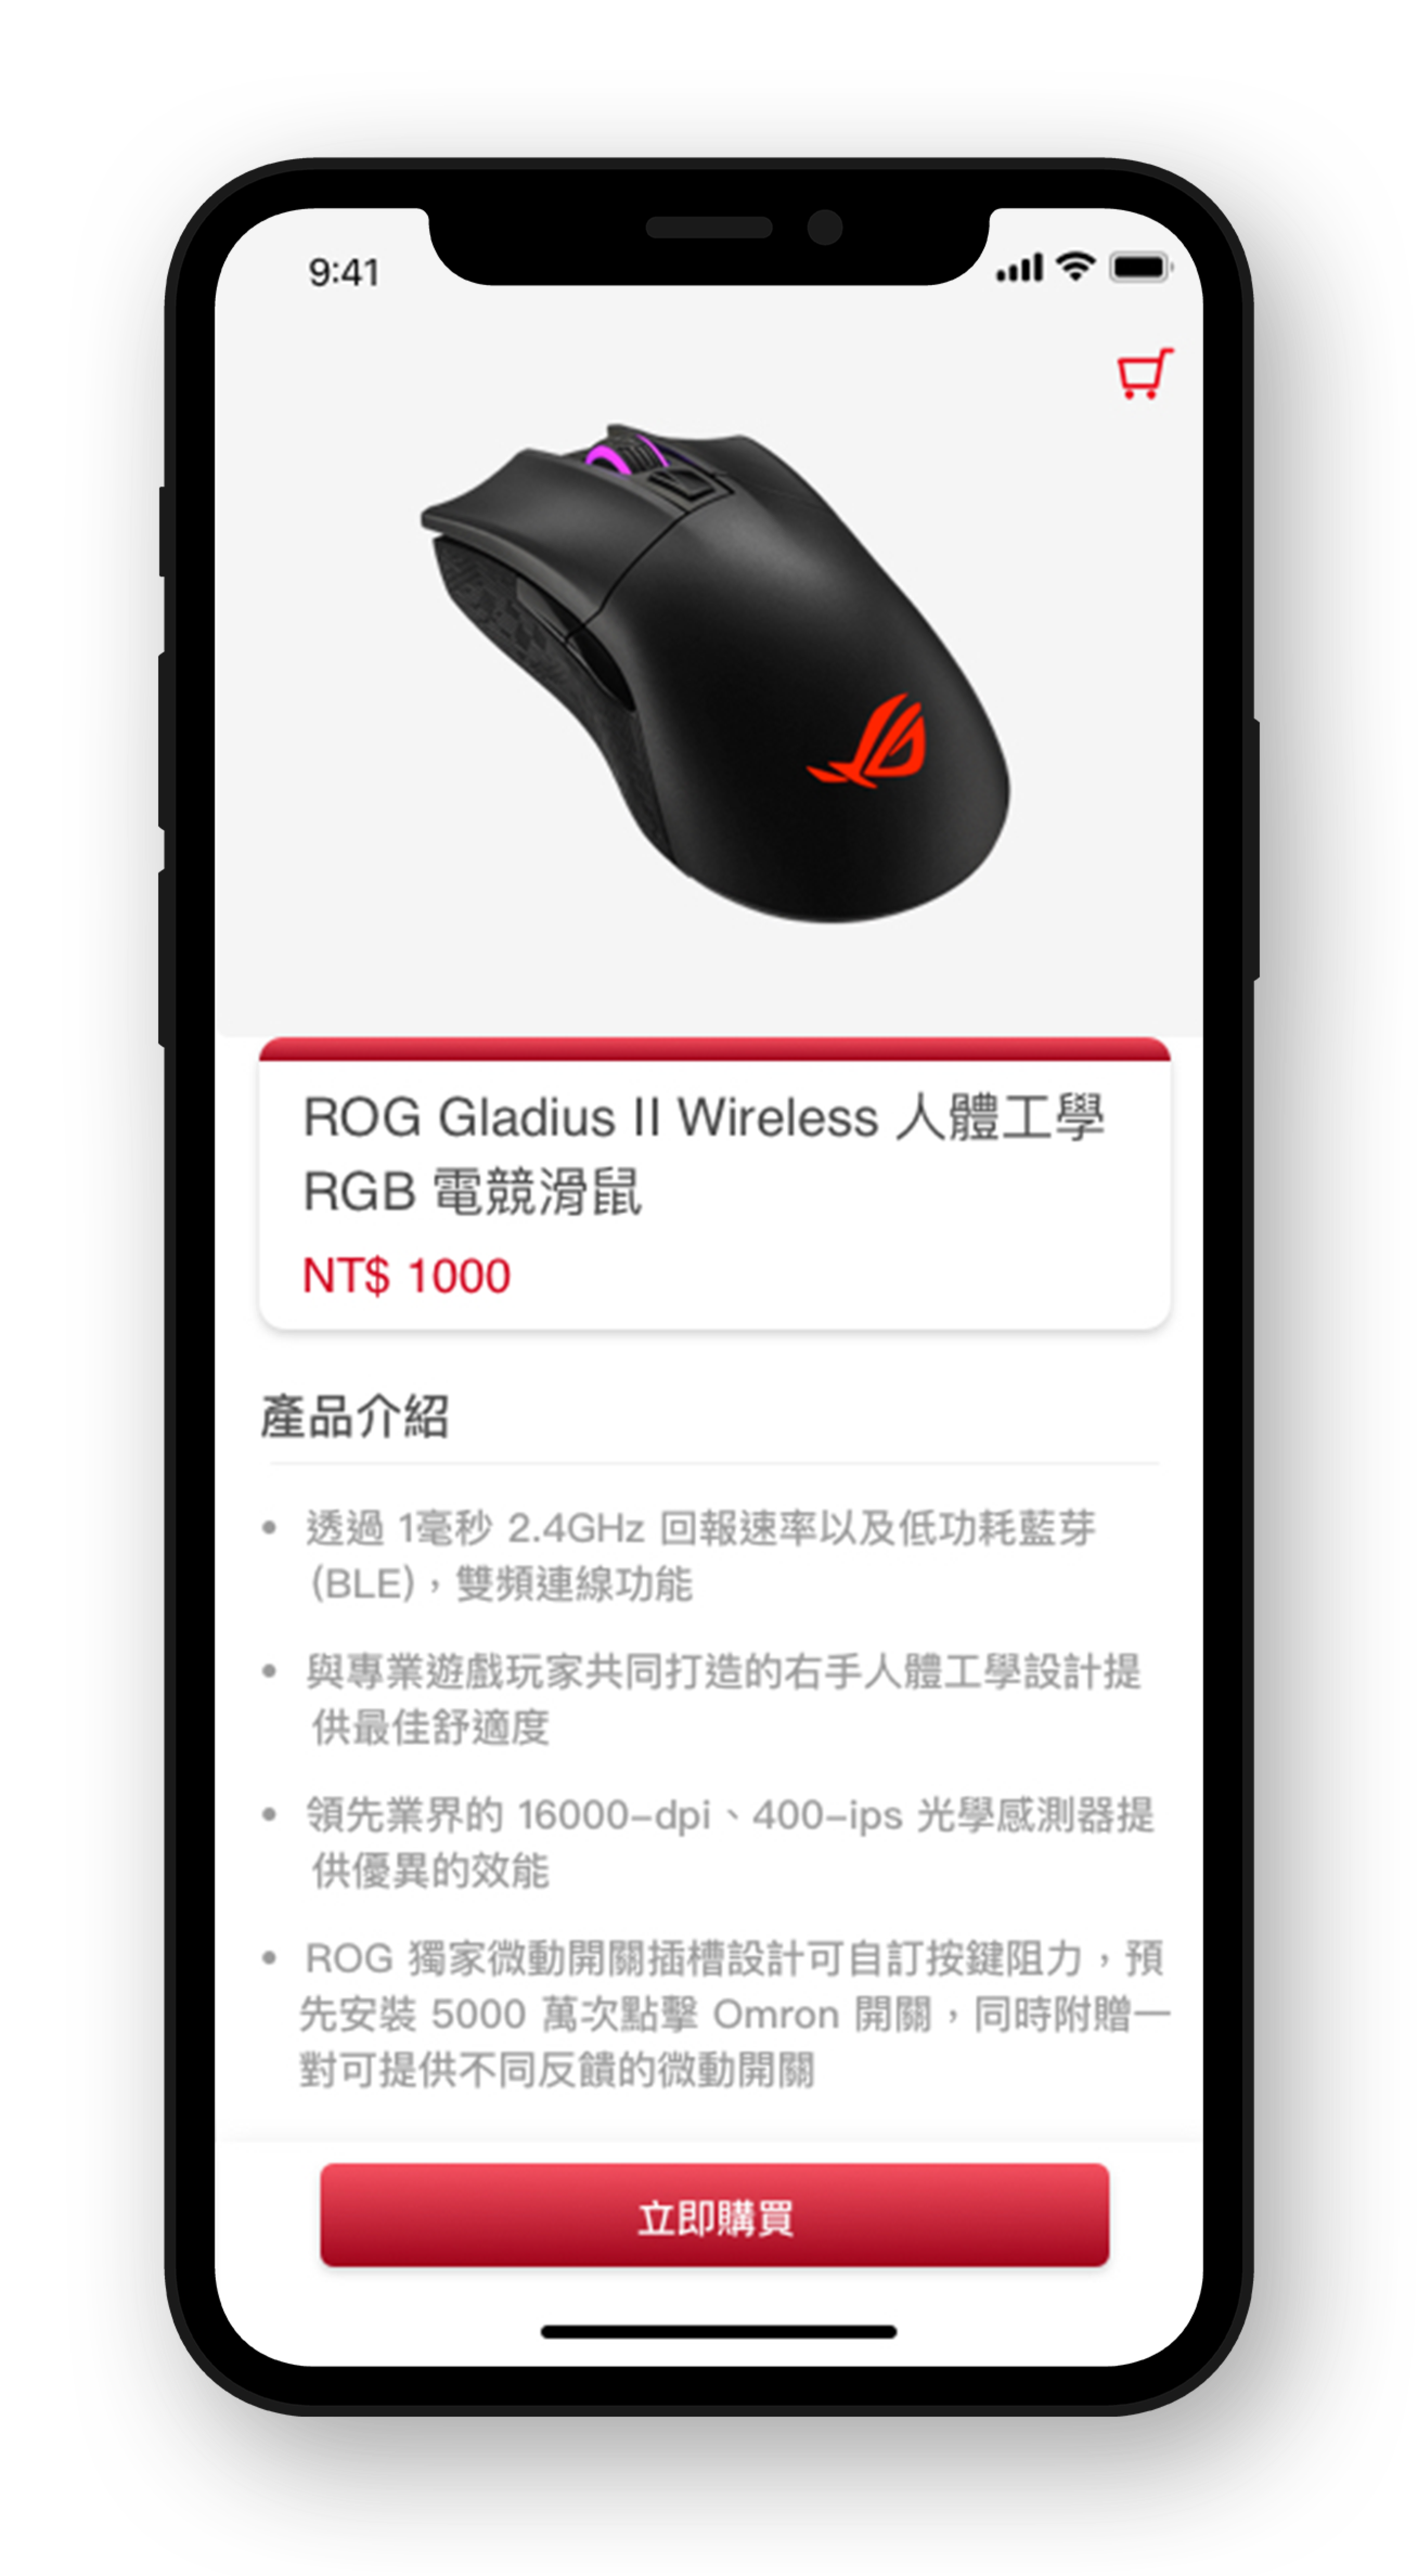 9:41
ROG Gladius II Wireless 人體工學
RGB 電競滑鼠
NT$ 1000
產品介紹
• 透過 1毫秒 2.4GHz 回報速率以及低功耗藍芽
(BLE)，雙頻連線功能
• 與專業遊戲玩家共同打造的右手人體工學設計提
供最佳舒適度
• 領先業界的 16000-dpi、400-ips 光學感測器提
供優異的效能
• ROG 獨家微動開關插槽設計可自訂按鍵阻力，預
先安裝 5000 萬次點擊 Omron 開關，同時附贈一
對可提供不同反饋的微動開關
立即購買